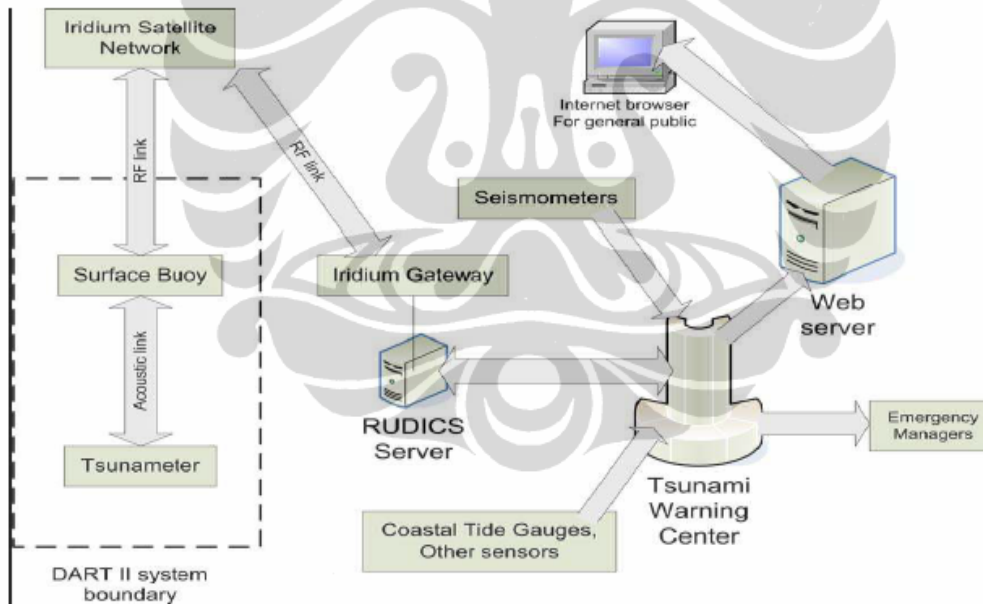 Iridium Satellite
Network
Internet browser
For general public
RF link
RF link
Seismometers
Surface Buoy
Iridium Gateway
Web
server
Acoustic link
RUDICS
Server
Emergency
Managers
Tsunameter
Tsunami
Warning
Center
Coastal Tide Gauges,
Other sensors
DART II system
boundary